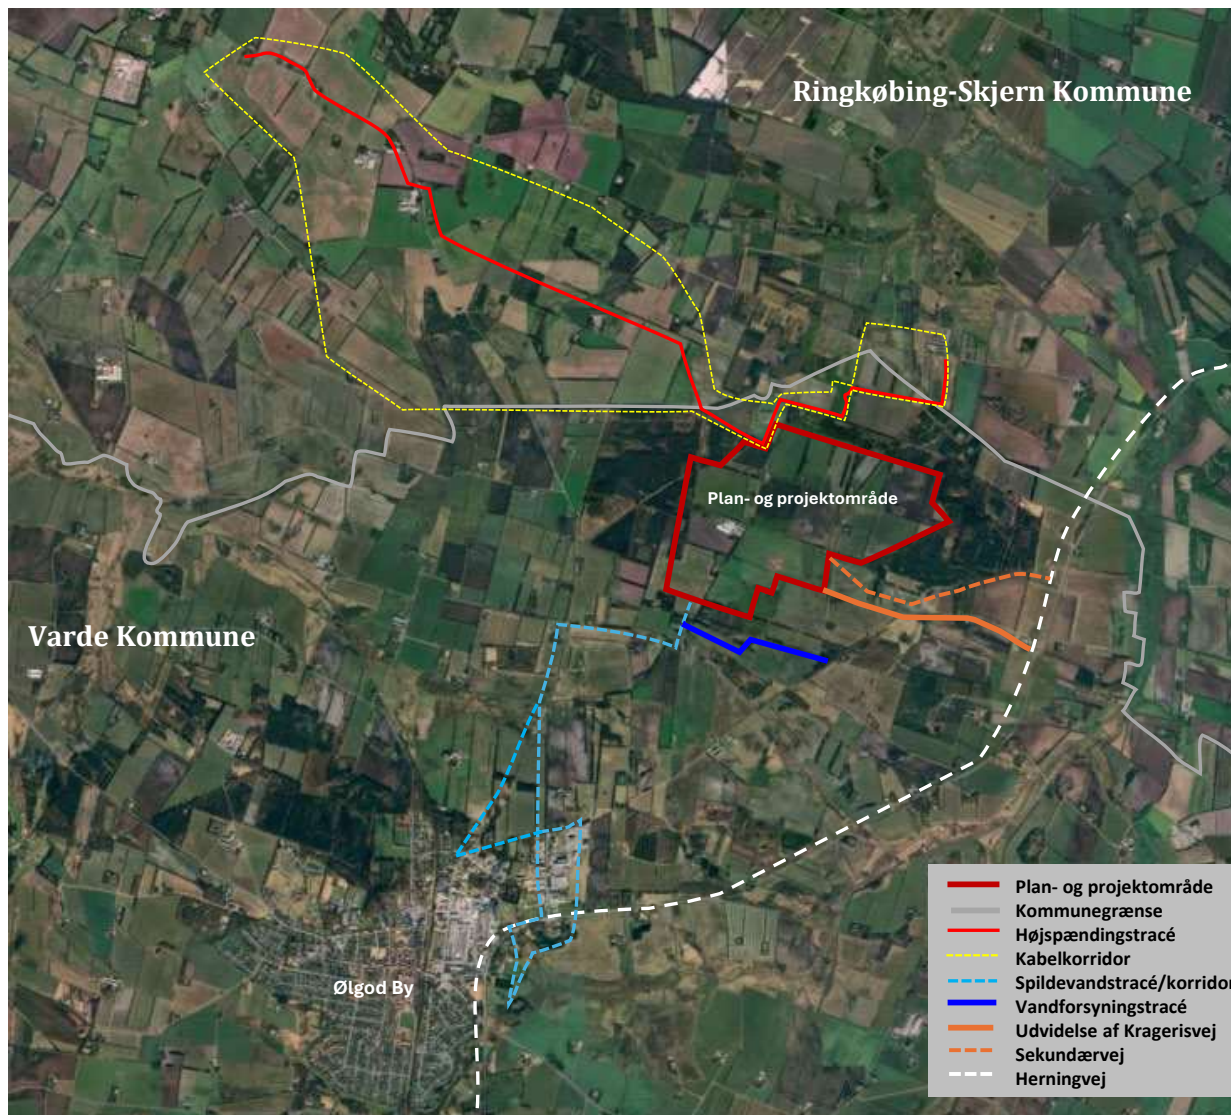 Ringkøbing-Skjern Kommune
Plan- og projektområde
Varde Kommune
Ølgod By
Plan- og projektområde
Kommunegrænse
Højspændingstracé
Kabelkorridor
Spildevandstracé/korridor
Vandforsyningstracé
Udvidelse af Kragerisvej
Sekundærvej
Herningvej